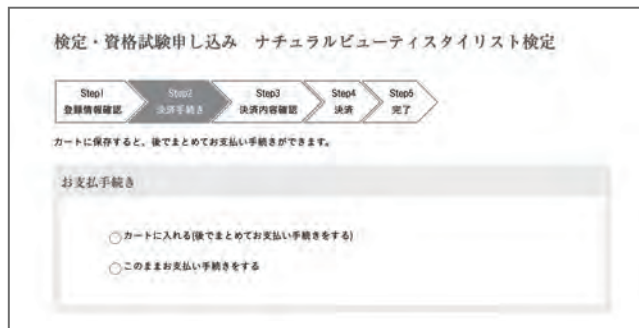 検定・資格試験申し込み　ナチュラルビューティスタイリスト検定
Step1
登録情報確認
Step2
決済手続き
Step3
決済内容確認
Step4
決済
Step5
完了
カートに保存すると、後でまとめてお支払い手続きができます。
お支払手続き
カートに入れる(後でまとめてお支払い手続きをする)
このままお支払い手続きをする